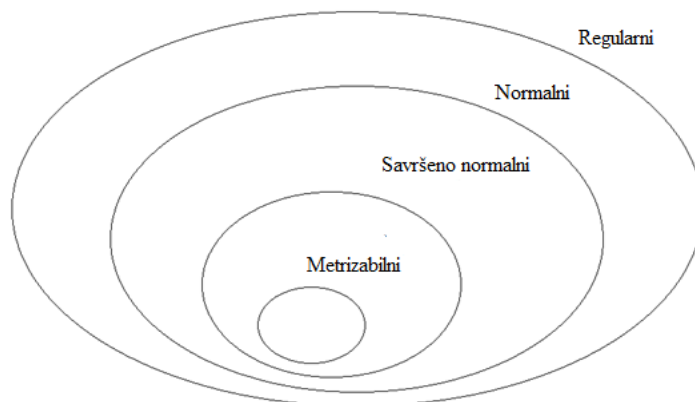 Regularni
Normalni
Savršeno normalni
Metrizabilni